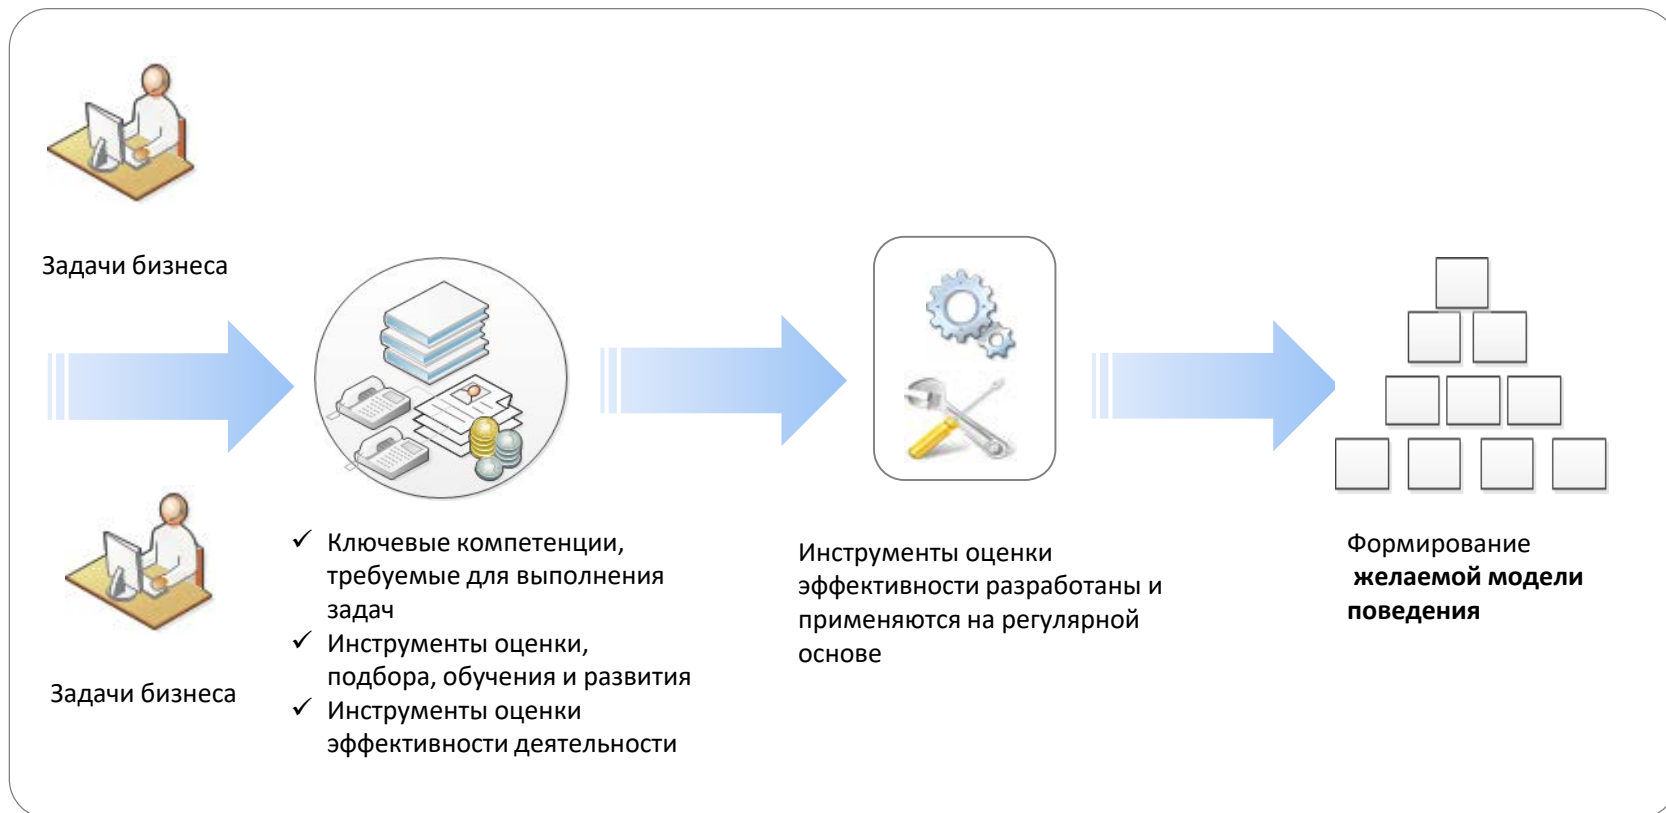 Задачи бизнеса
Задачи бизнеса
✓ Ключевые компетенции,
требуемые для выполнения
задач
✓ Инструменты оценки,
подбора, обучения и развития
✓ Инструменты оценки
эффективности деятельности
Инструменты оценки
эффективности разработаны и
применяются на регулярной
основе
Формирование
желаемой модели
поведения